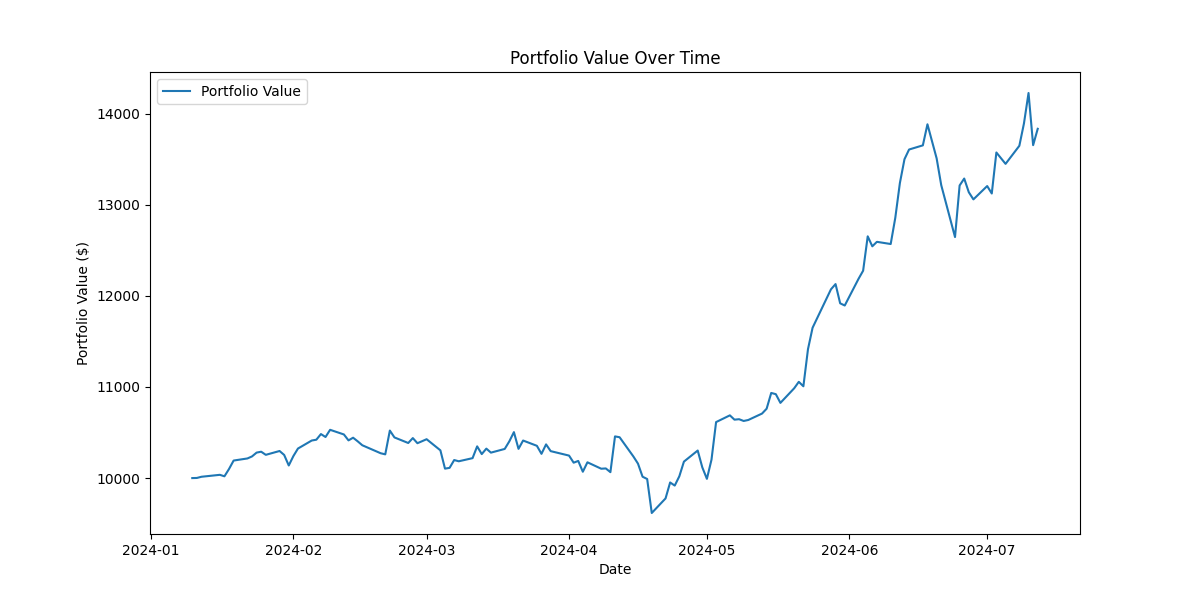 Portfolio Value Over Time
Portfolio Value
14000
13000
12000
11000
10000
Portfolio Value ($)
2024-01 2024-02 2024-03 2024-04 2024-05 2024-06 2024-07
Date